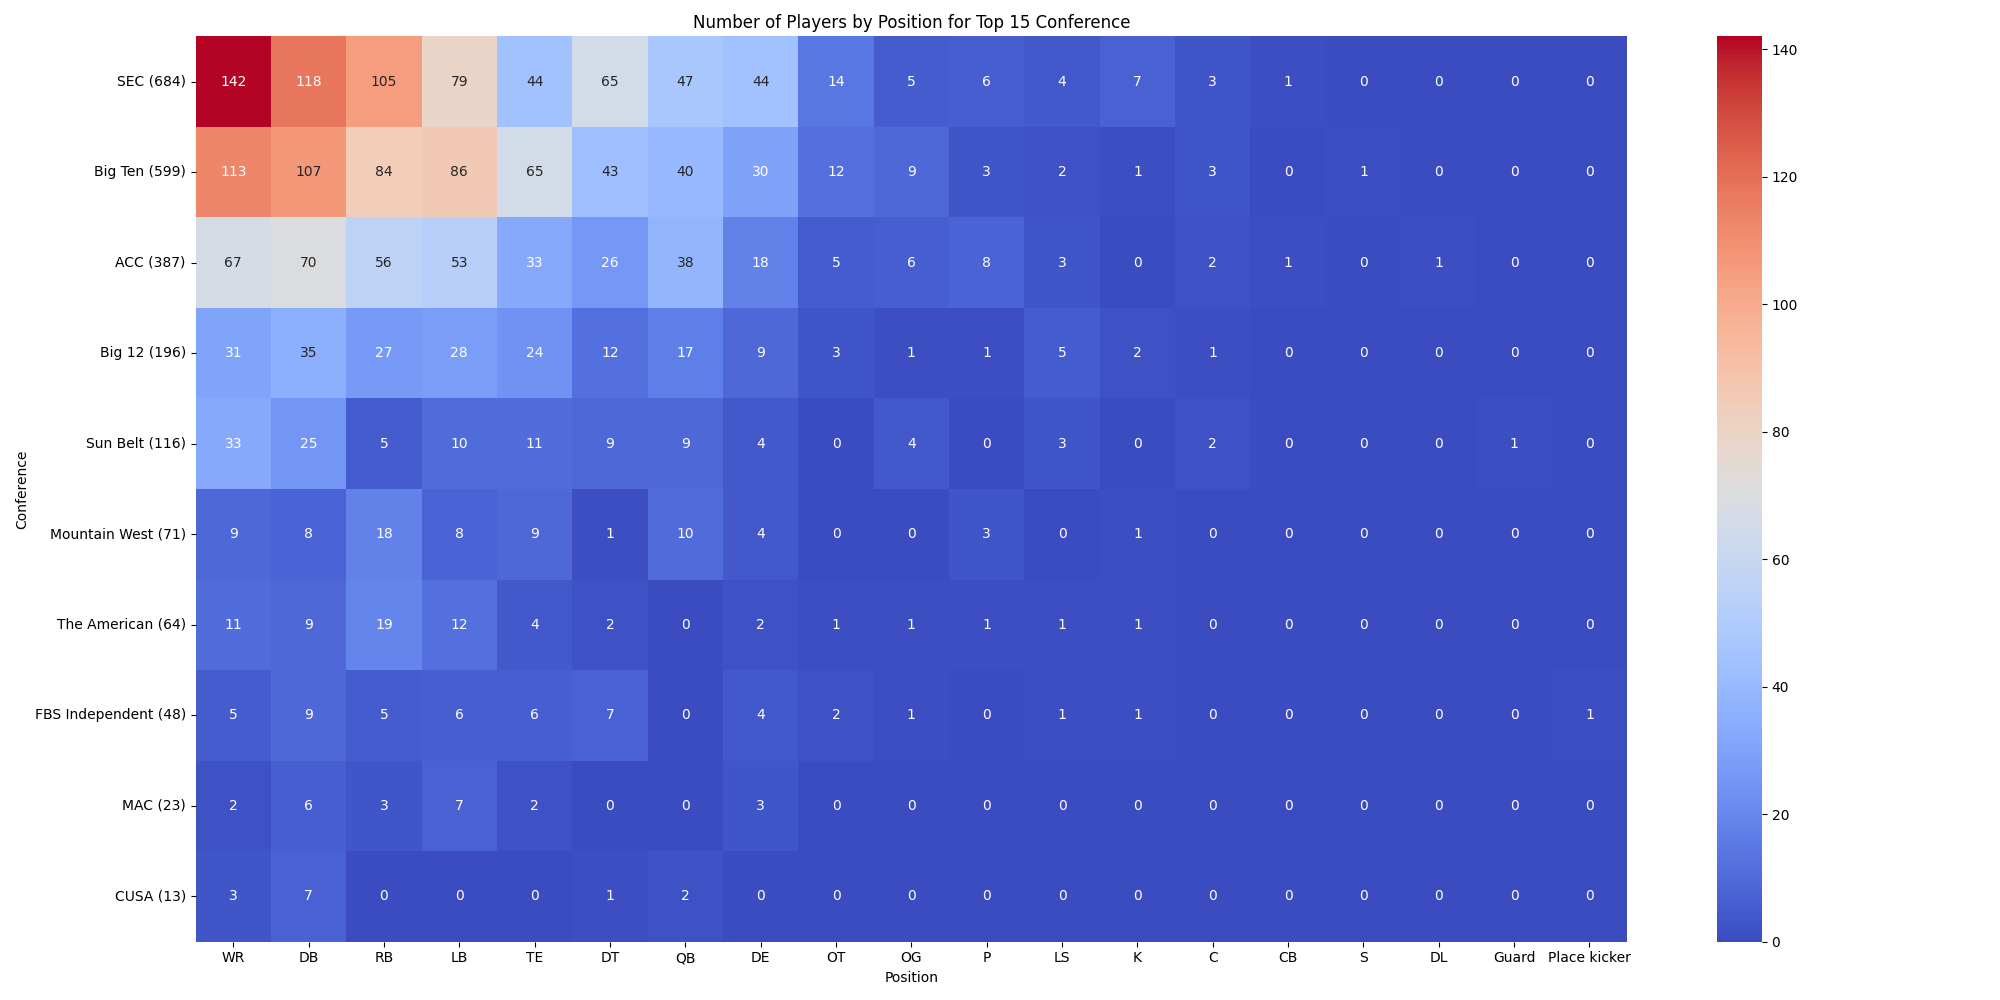 Number of Players by Position for Top 15 Conference
SEC (684) 142 118 105 79 44 65 47 44 14 5 6 4 7 3 1 0 0 0 0
Big Ten (599) 113 107 84 86 65 43 40 30 12 9 3 2 1 3 0 1 0 0 0
ACC (387) 67 70 56 53 33 26 38 18 5 6 8 3 0 2 1 0 1 0 0
Big 12 (196) 31 35 27 28 24 12 17 9 3 1 1 5 2 1 0 0 0 0 0
Sun Belt (116) 33 25 5 10 11 9 9 4 0 4 0 3 0 2 0 0 0 1 0
Mountain West (71) 9 8 18 8 9 1 10 4 0 0 3 0 1 0 0 0 0 0 0
The American (64) 11 9 19 12 4 2 0 2 1 1 1 1 1 0 0 0 0 0 0
FBS Independent (48) 5 9 5 6 6 7 0 4 2 1 0 1 1 0 0 0 0 0 1
MAC (23) 2 6 3 7 2 0 0 3 0 0 0 0 0 0 0 0 0 0 0
CUSA (13) 3 7 0 0 0 1 2 0 0 0 0 0 0 0 0 0 0 0 0
WR DB RB LB TE DT QB DE OT OG P LS K C CB S DL Guard Place kicker
Position
Conference
140
120
100
80
60
40
20
0